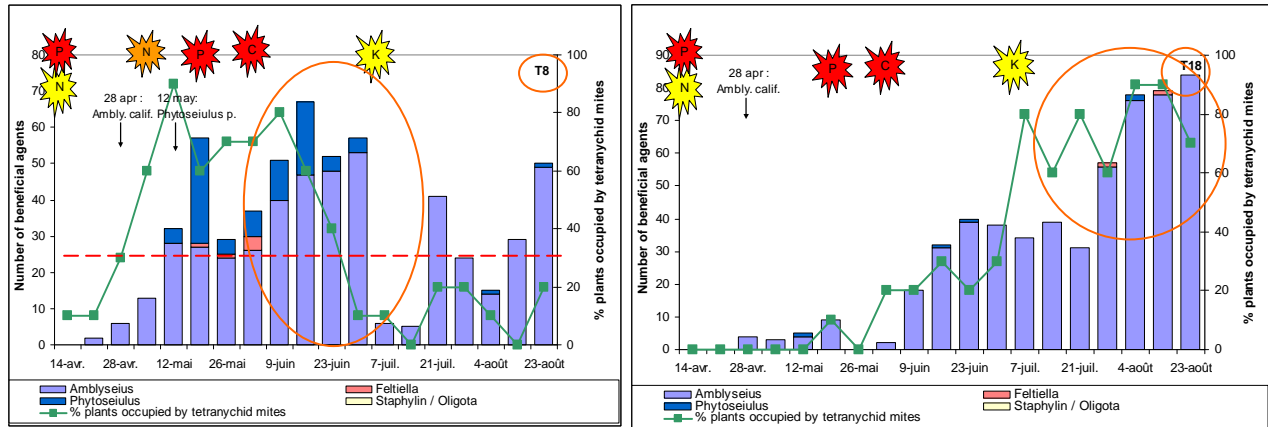 P N P C K
N
T8
28 apr : 12 may:
Ambly. calif. Phytoseiulus p.
Number of beneficial agents
80
70
60
50
40
30
20
10
0
% plants occupied by tetranychid mites
100
80
60
40
20
0
14-avr. 28-avr. 12-mai 26-mai 9-juin 23-juin 7-juil. 21-juil. 4-août 23-août
Amblyseius Feltiella
Phytoseiulus Staphylin / Oligota
% plants occupied by tetranychid mites
P P C K
N
T18
28 apr :
Ambly. calif.
Number of beneficial agents
90
80
70
60
50
40
30
20
10
0
% plants occupied by tetranychid mites
100
80
60
40
20
0
14-avr. 28-avr. 12-mai 26-mai 9-juin 23-juin 7-juil. 21-juil. 4-août 23-août
Amblyseius Feltiella
Phytoseiulus Staphylin / Oligota
% plants occupied by tetranychid mites